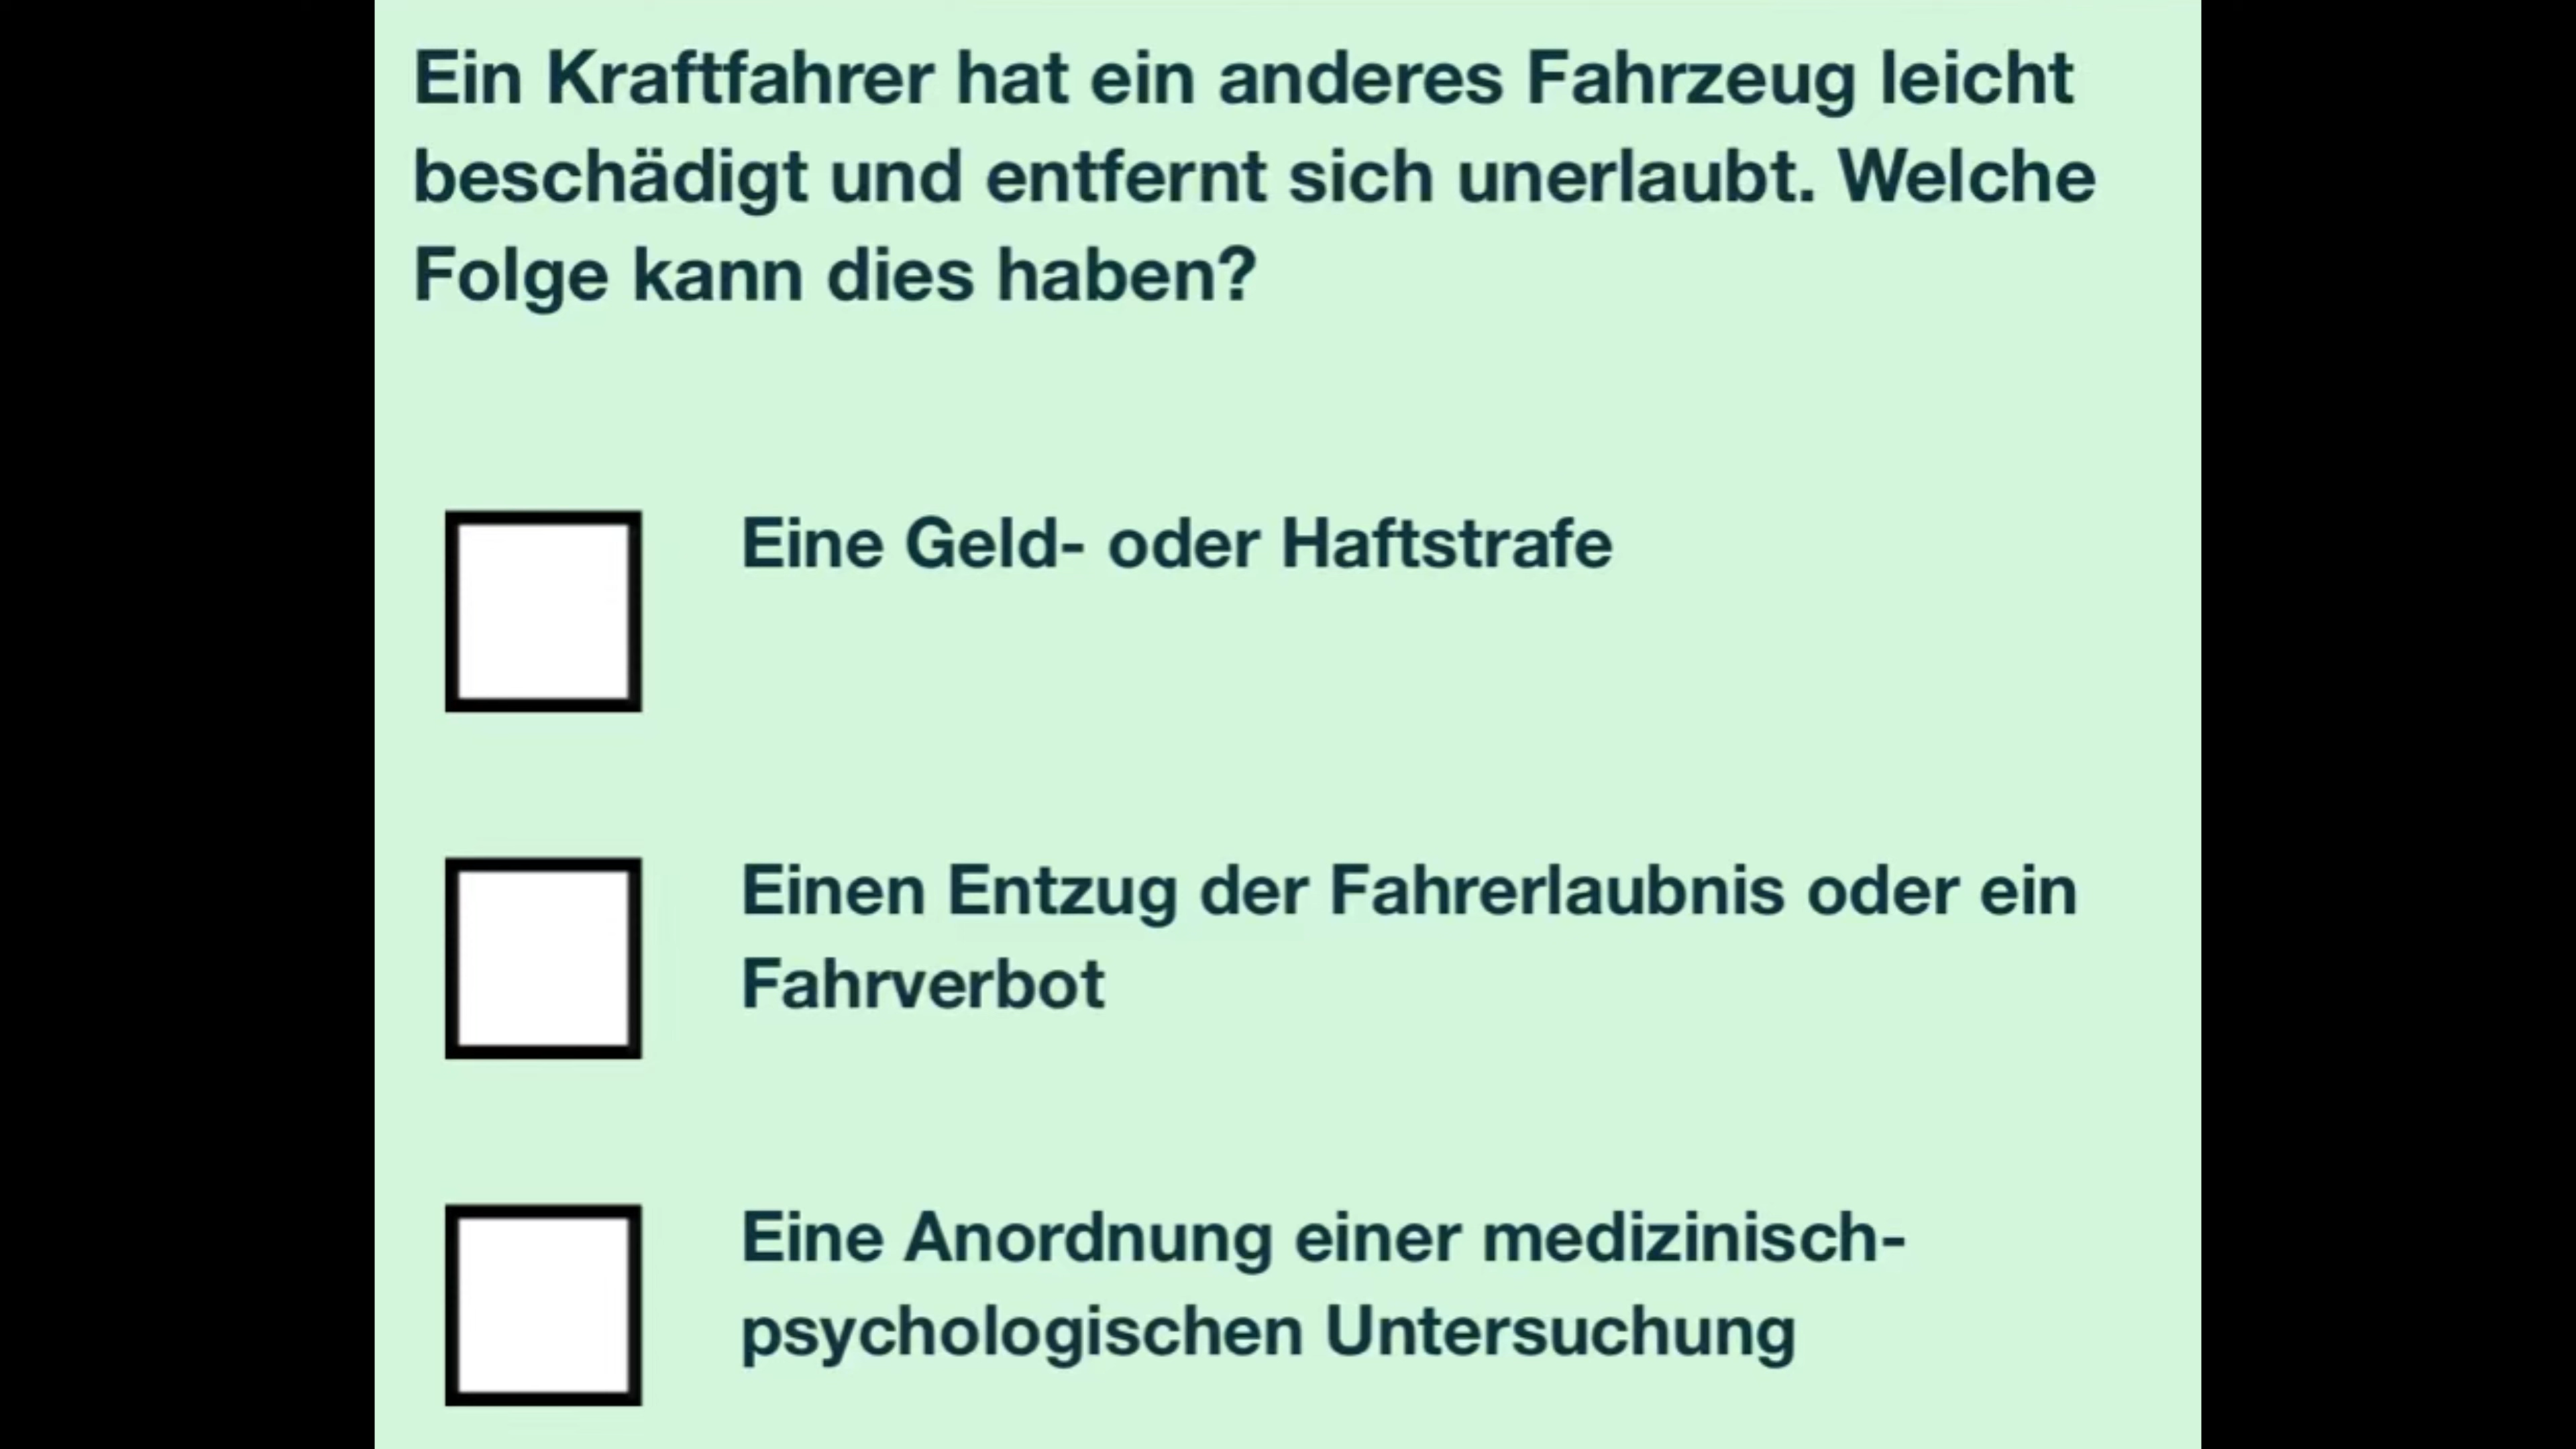 Ein Kraftfahrer hat ein anderes Fahrzeug leicht
beschädigt und entfernt sich unerlaubt. Welche
Folge kann dies haben?
Eine Geld- oder Haftstrafe
Einen Entzug der Fahrerlaubnis oder ein
Fahrverbot
Eine Anordnung einer medizinisch-
psychologischen Untersuchung